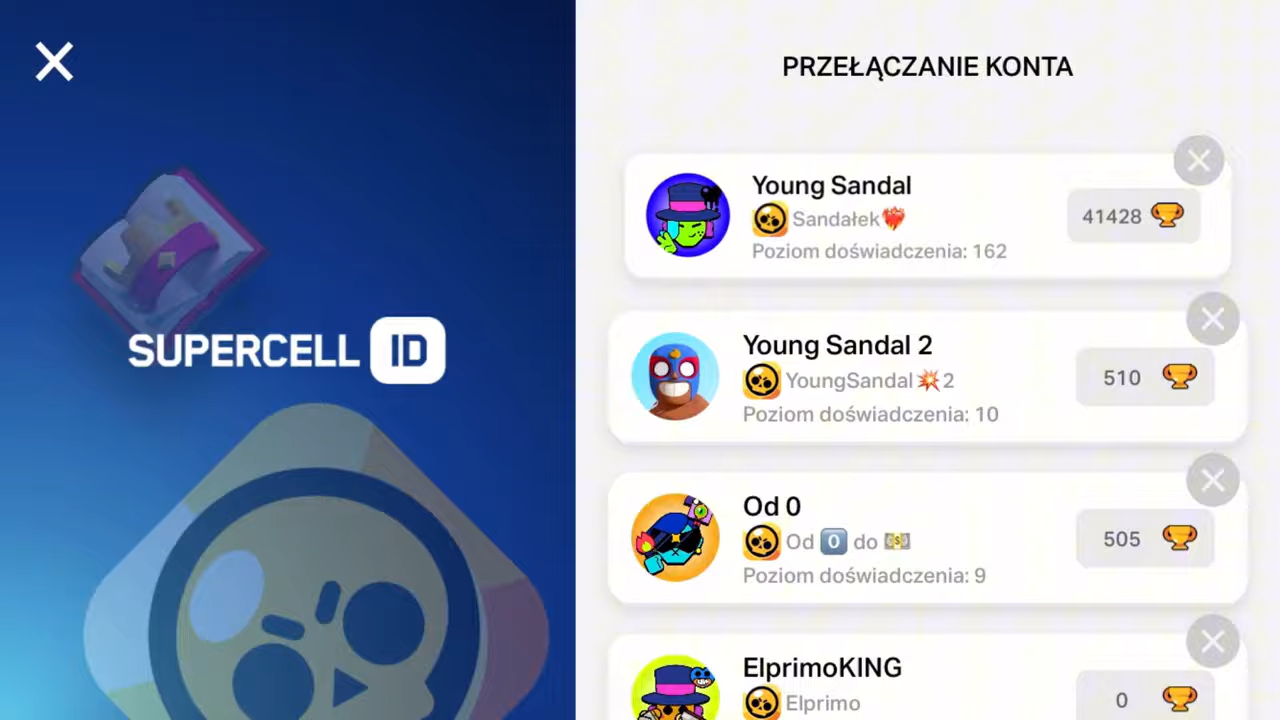 SUPERCELL ID
PRZEŁĄCZANIE KONTA
Young Sandal
Sandałek❤️‍🔥
Poziom doświadczenia: 162
41428
Young Sandal 2
YoungSandal💥2
Poziom doświadczenia: 10
510
Od 0
Od 0️⃣ do 💵
Poziom doświadczenia: 9
505
ElprimoKING
Elprimo
0